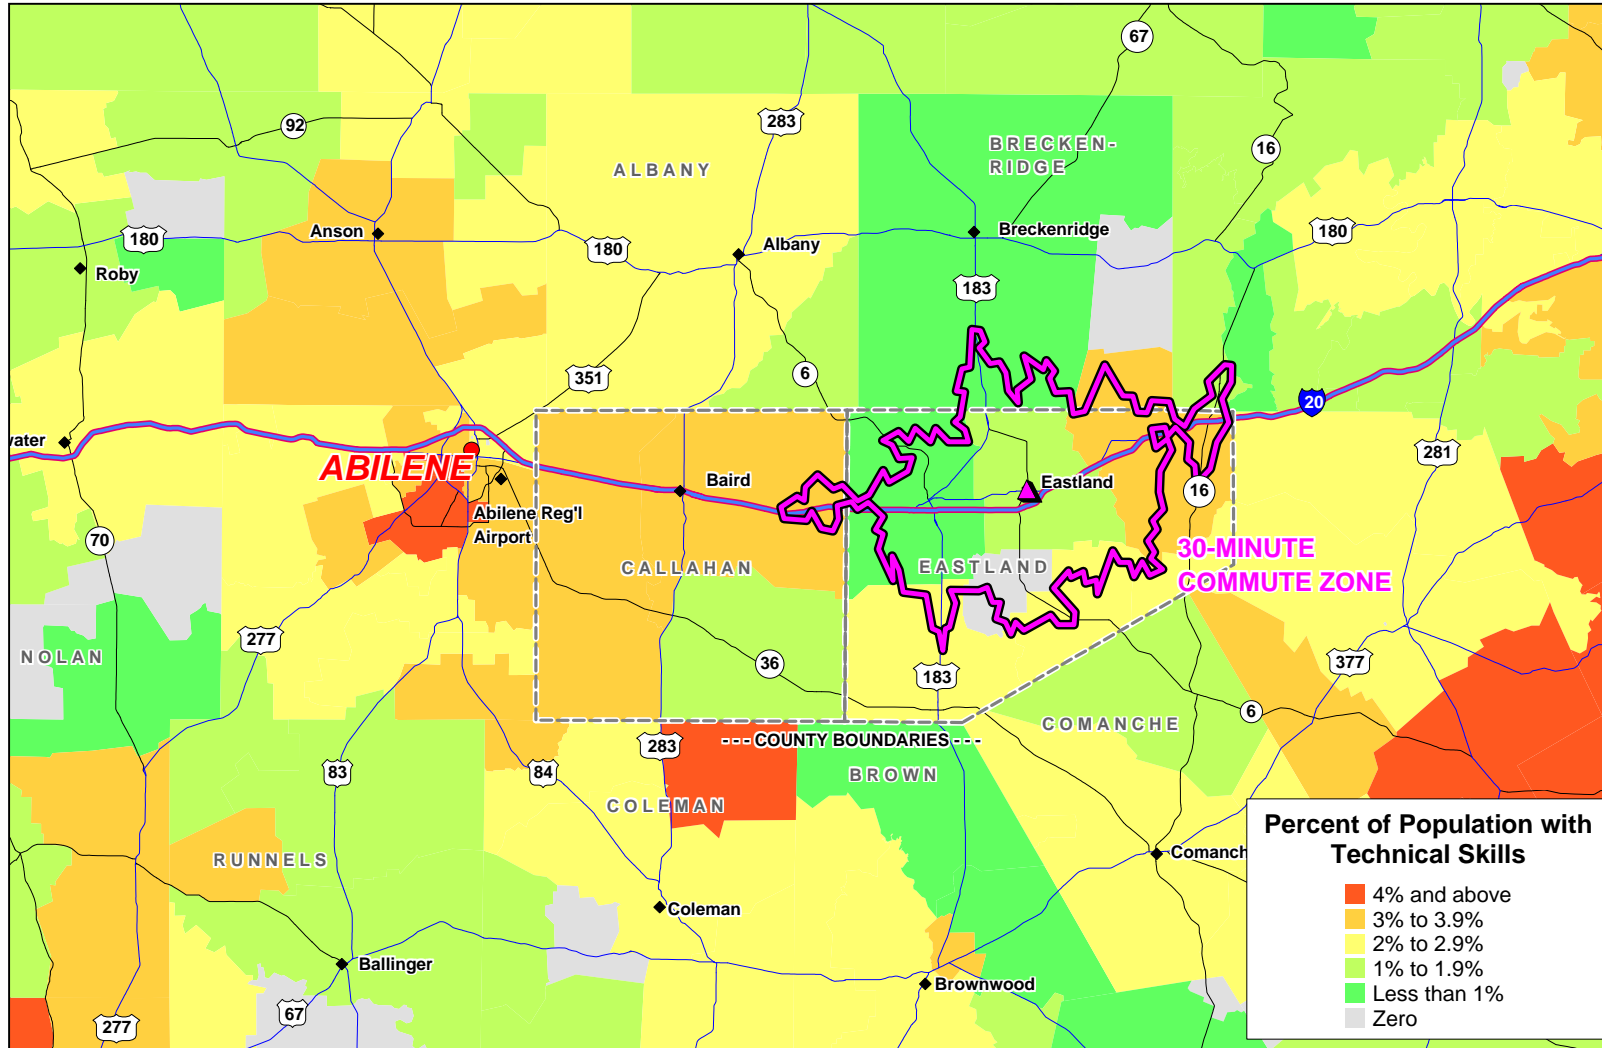 67
283
92
16
BRECKEN-
RIDGE
ALBANY
180
Anson
180
Albany
Breckenridge
180
Roby
183
351
6
20
water
ABILENE
281
Baird
Eastland
16
Abilene Reg'l
Airport
70
30-MINUTE
COMMUTE ZONE
CALLAHAN
EASTLAND
277
NOLAN
36
183
377
6
COMANCHE
283
--- COUNTY BOUNDARIES ---
83
84
BROWN
COLEMAN
RUNNELS
Comanch
Coleman
Ballinger
Brownwood
67
277
Percent of Population with
Technical Skills
4% and above
3% to 3.9%
2% to 2.9%
1% to 1.9%
Less than 1%
Zero